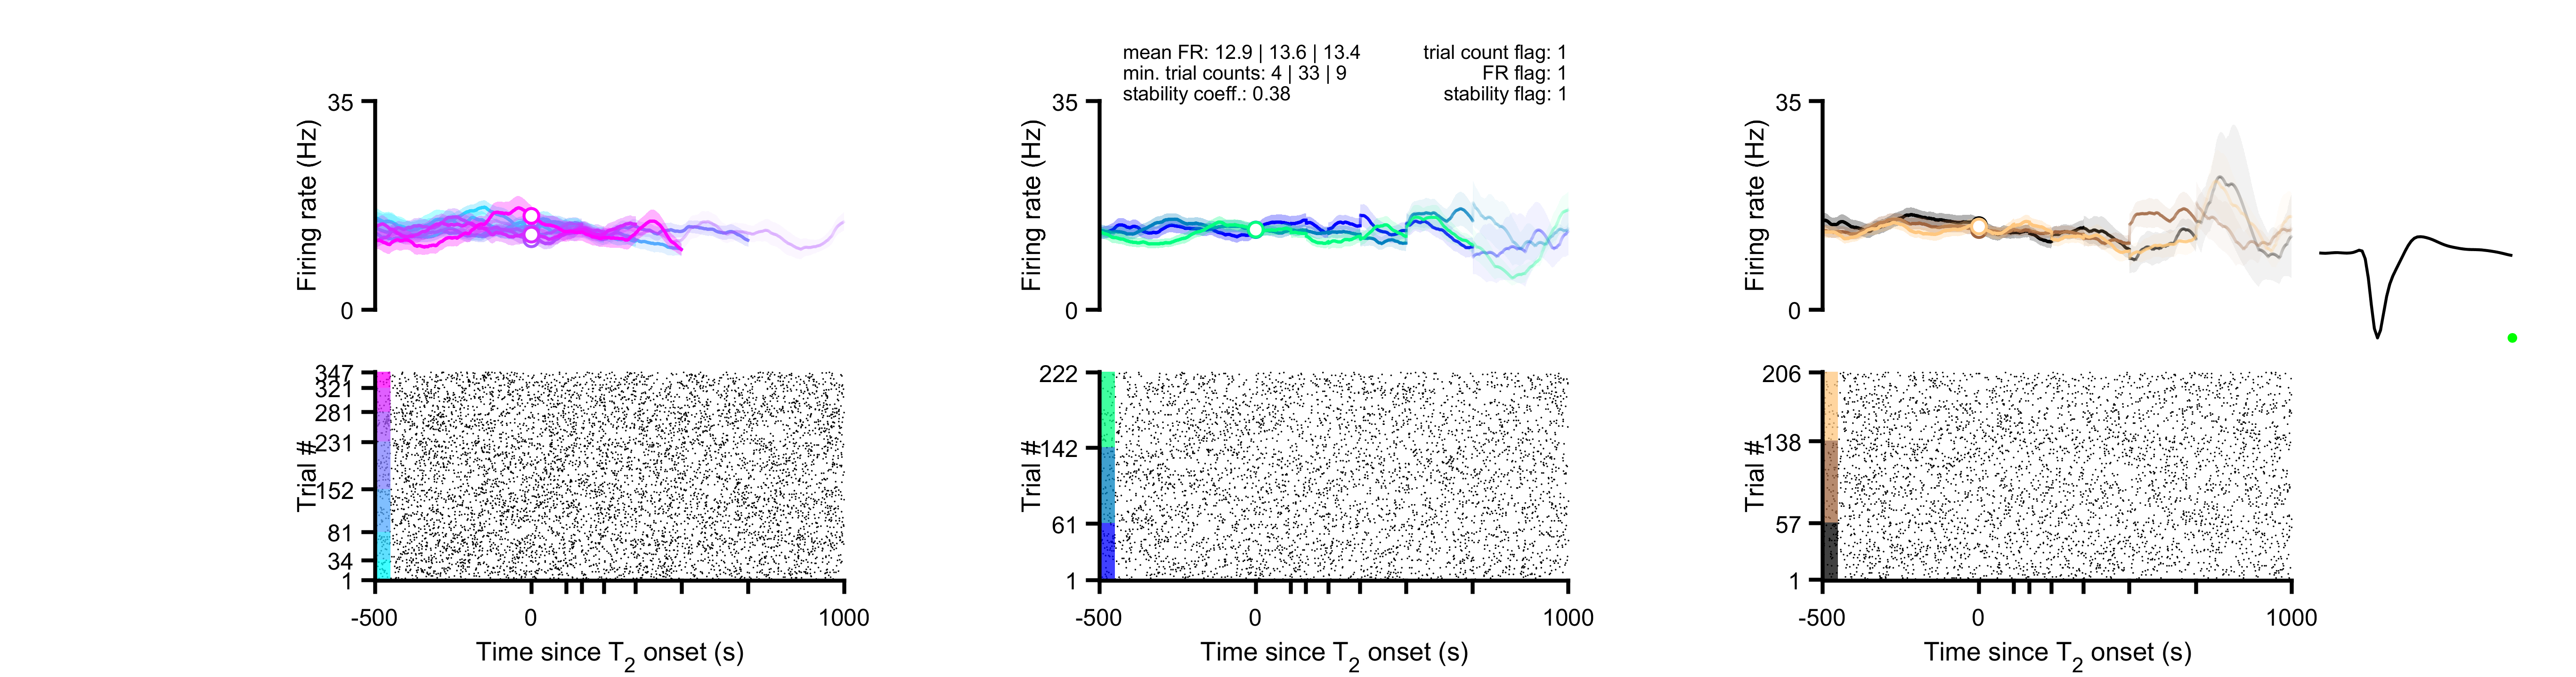 mean FR: 12.9 | 13.6 | 13.4
min. trial counts: 4 | 33 | 9
stability coeff.: 0.38
trial count flag: 1
FR flag: 1
stability flag: 1
35
Firing rate (Hz)
0
35
Firing rate (Hz)
0
35
Firing rate (Hz)
0
347
321
281
231
152
81
34
1
Trial #
-500
0
1000
Time since T2 onset (s)
222
142
61
1
Trial #
-500
0
1000
Time since T2 onset (s)
206
138
57
1
Trial #
-500
0
1000
Time since T2 onset (s)